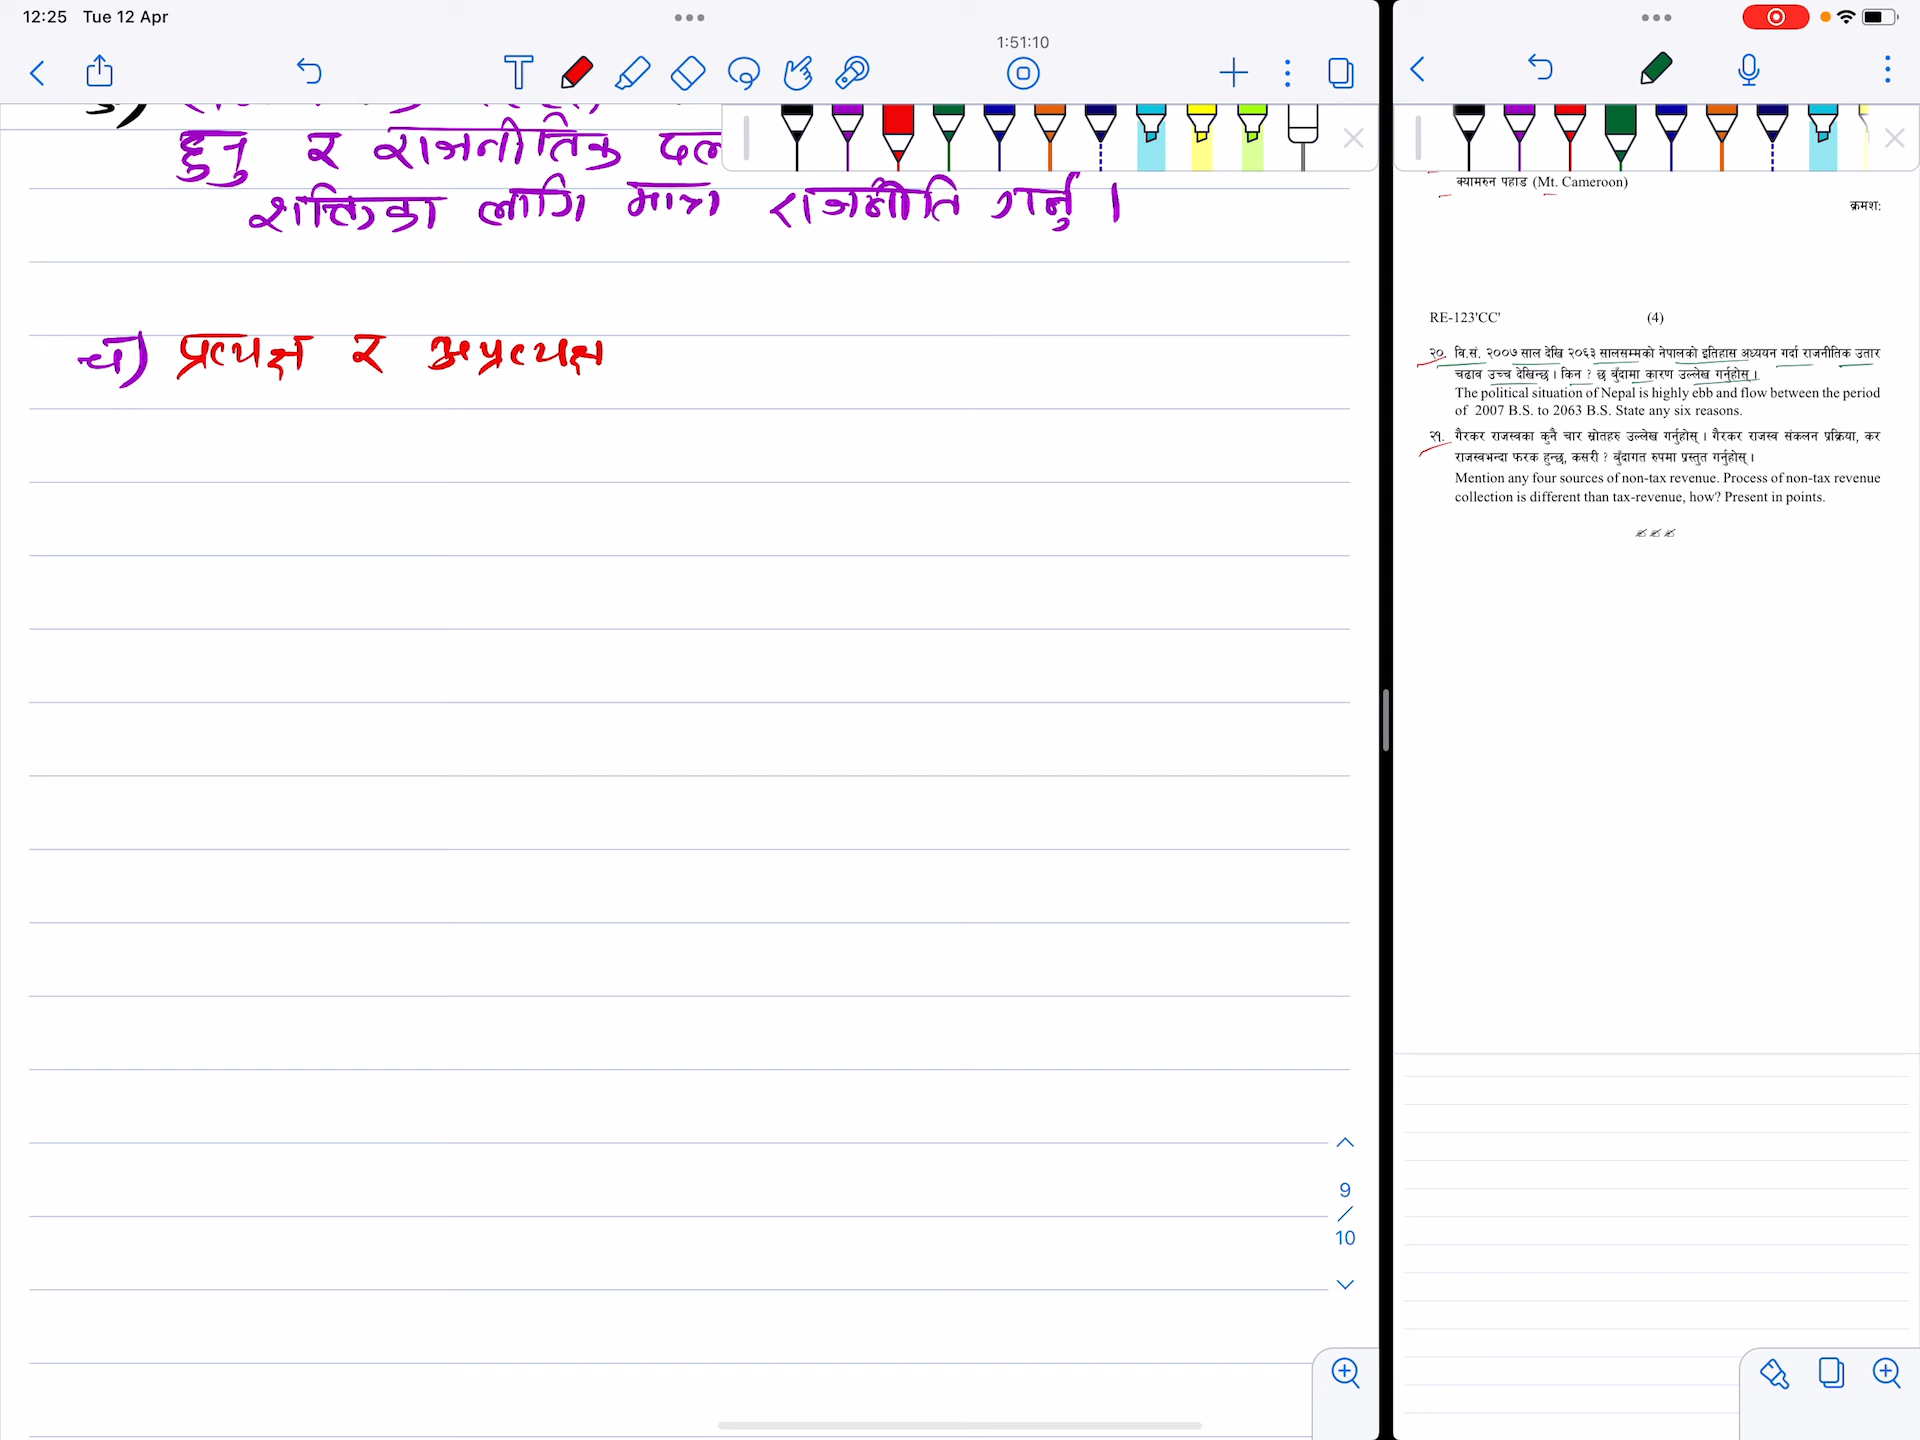 12:25 Tue 12 Apr
1:51:10
हुनु र राजनीतिक दल
शक्तिका लागि मात्र राजनीति गर्नु ।
च) प्रत्यक्ष र अप्रत्यक्ष
9
/
10
क्यामरुन पहाड (Mt. Cameroon)
क्रमश:
RE-123'CC' (4)
२०. वि.सं. २००७ साल देखि २०६३ सालसम्मको नेपालको इतिहास अध्ययन गर्दा राजनीतिक उतार
चढाव उच्च देखिन्छ । किन ? छ बुँदामा कारण उल्लेख गर्नुहोस् ।
The political situation of Nepal is highly ebb and flow between the period
of 2007 B.S. to 2063 B.S. State any six reasons.
२१. गैरकर राजस्वका कुनै चार स्रोतहरु उल्लेख गर्नुहोस् । गैरकर राजस्व संकलन प्रक्रिया, कर
राजस्वभन्दा फरक हुन्छ, कसरी ? बुँदागत रुपमा प्रस्तुत गर्नुहोस् ।
Mention any four sources of non-tax revenue. Process of non-tax revenue
collection is different than tax-revenue, how? Present in points.